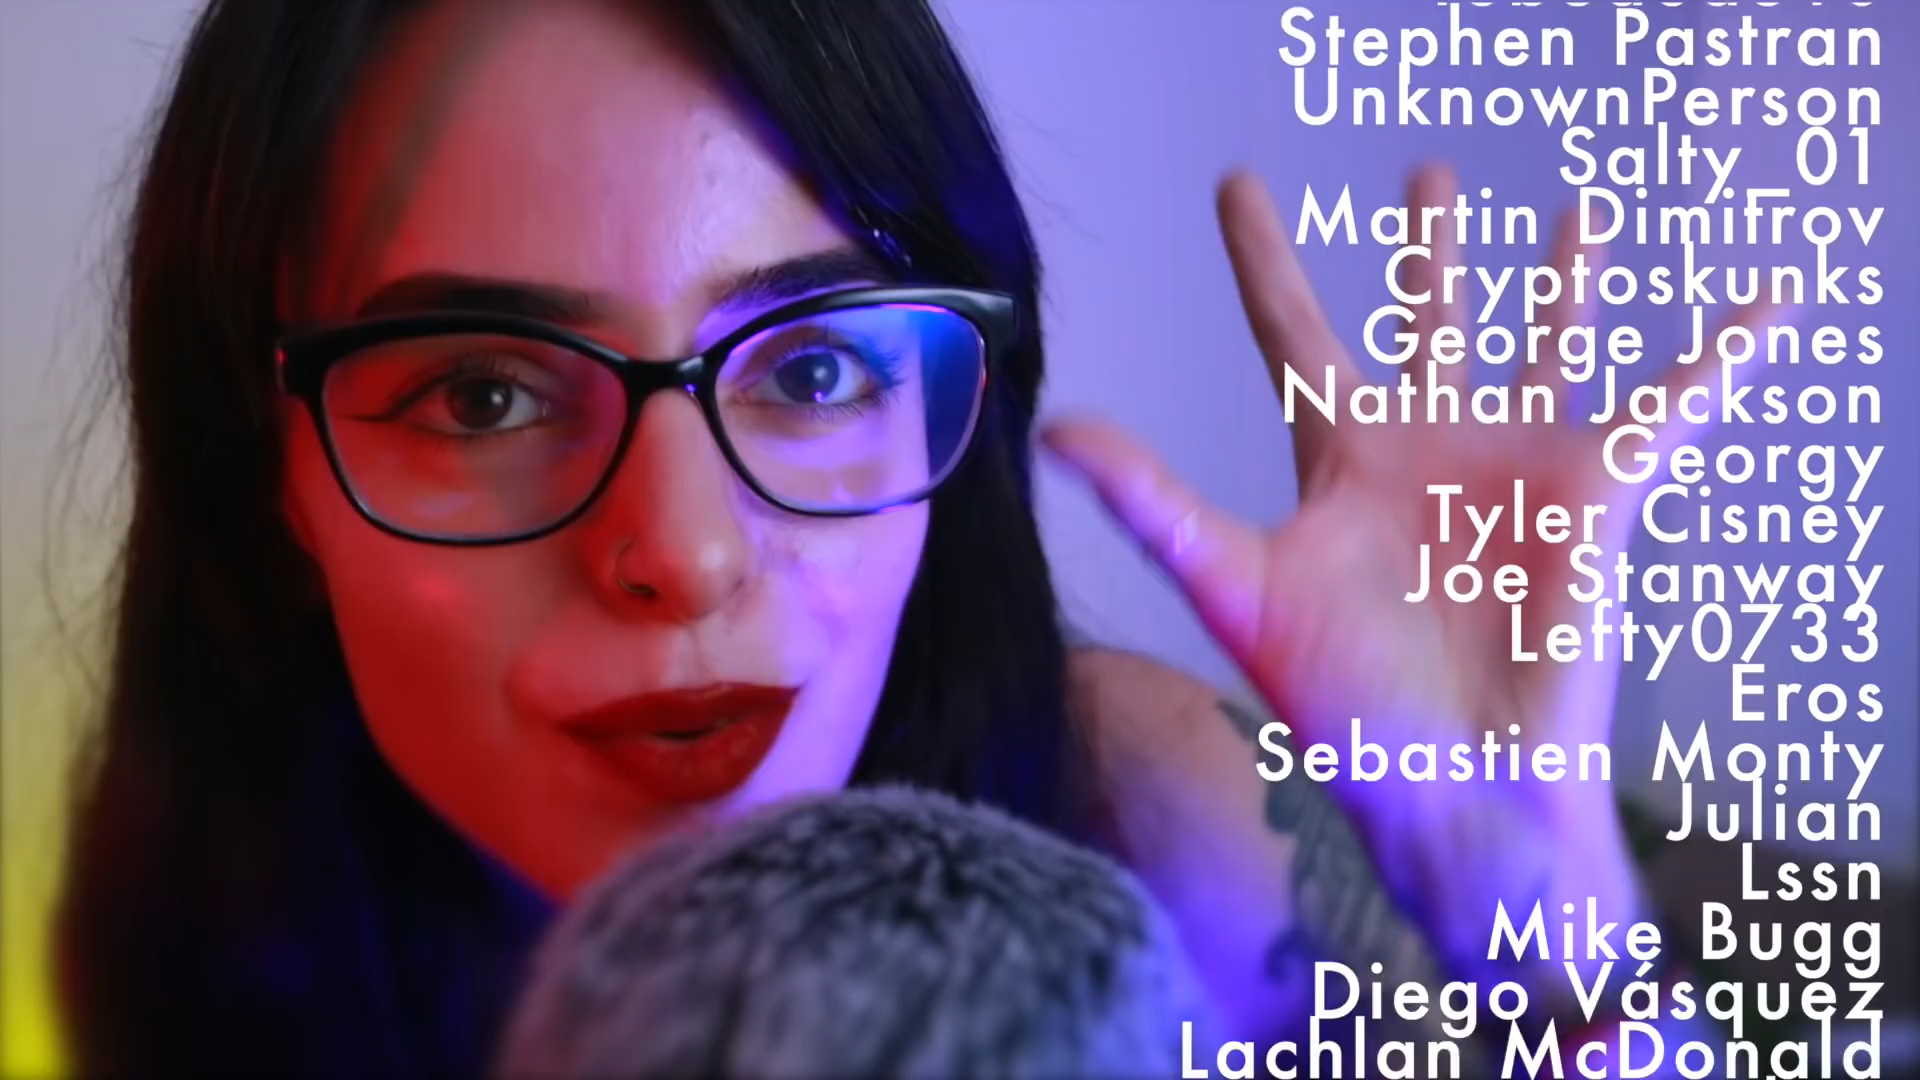 Stephen Pastran
UnknownPerson
Salty_01
Martin Dimitrov
Cryptoskunks
George Jones
Nathan Jackson
Georgy
Tyler Cisney
Joe Stanway
Lefty0733
Eros
Sebastien Monty
Julian
Lssn
Mike Bugg
Diego Vásquez
Lachlan McDonald